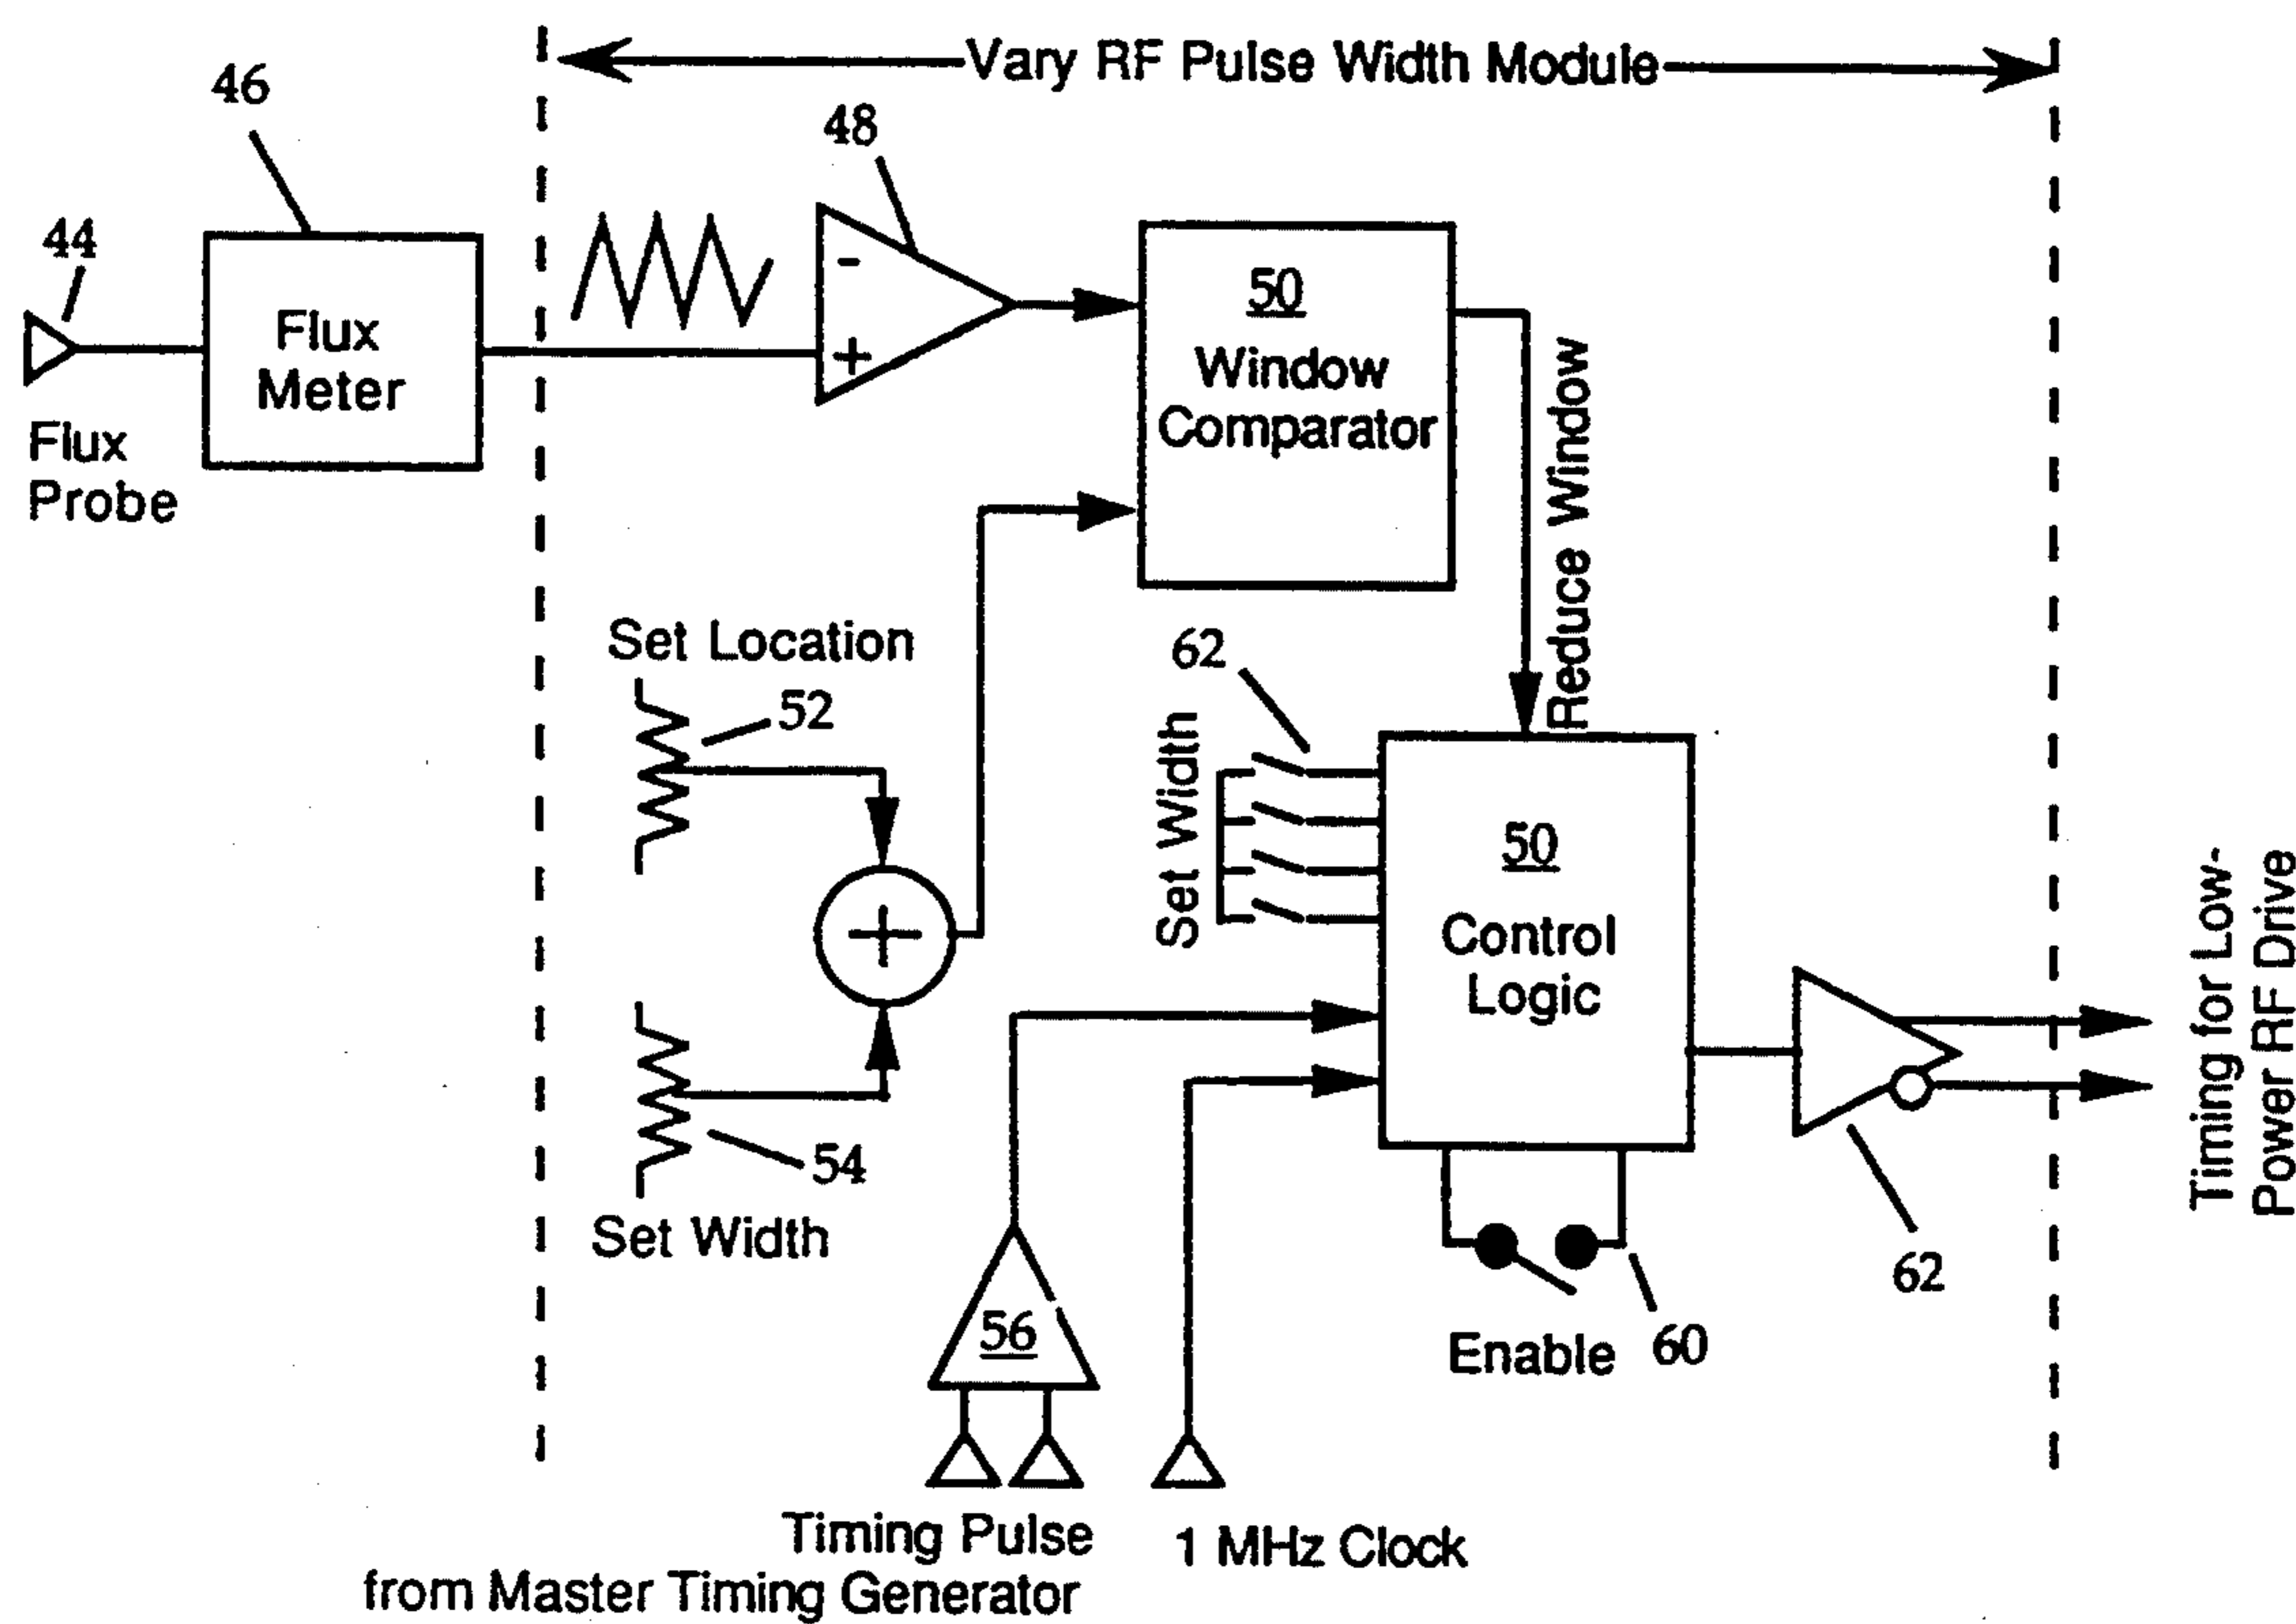 Vary RF Pulse Width Module
46
48
44
Flux
Meter
Flux
Probe
-
+
50
Window
Comparator
Reduce Window
Set Location
52
+
54
Set Width
62
Set Width
50
Control
Logic
56
Enable
60
62
Timing for Low-
Power RF Drive
Timing Pulse
from Master Timing Generator
1 MHz Clock